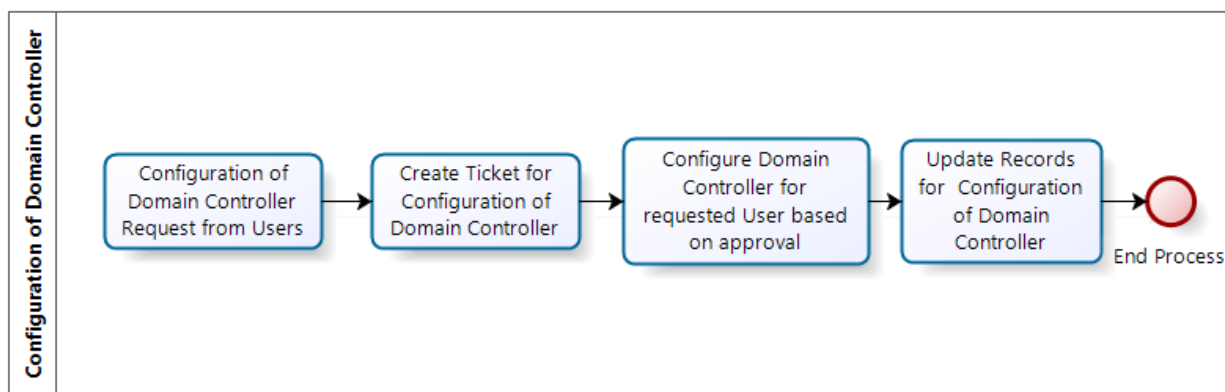 Configuration of Domain Controller
Configuration of
Domain Controller
Request from Users
Create Ticket for
Configuration of
Domain Controller
Configure Domain
Controller for
requested User based
on approval
Update Records
for  Configuration
of Domain
Controller
End Process